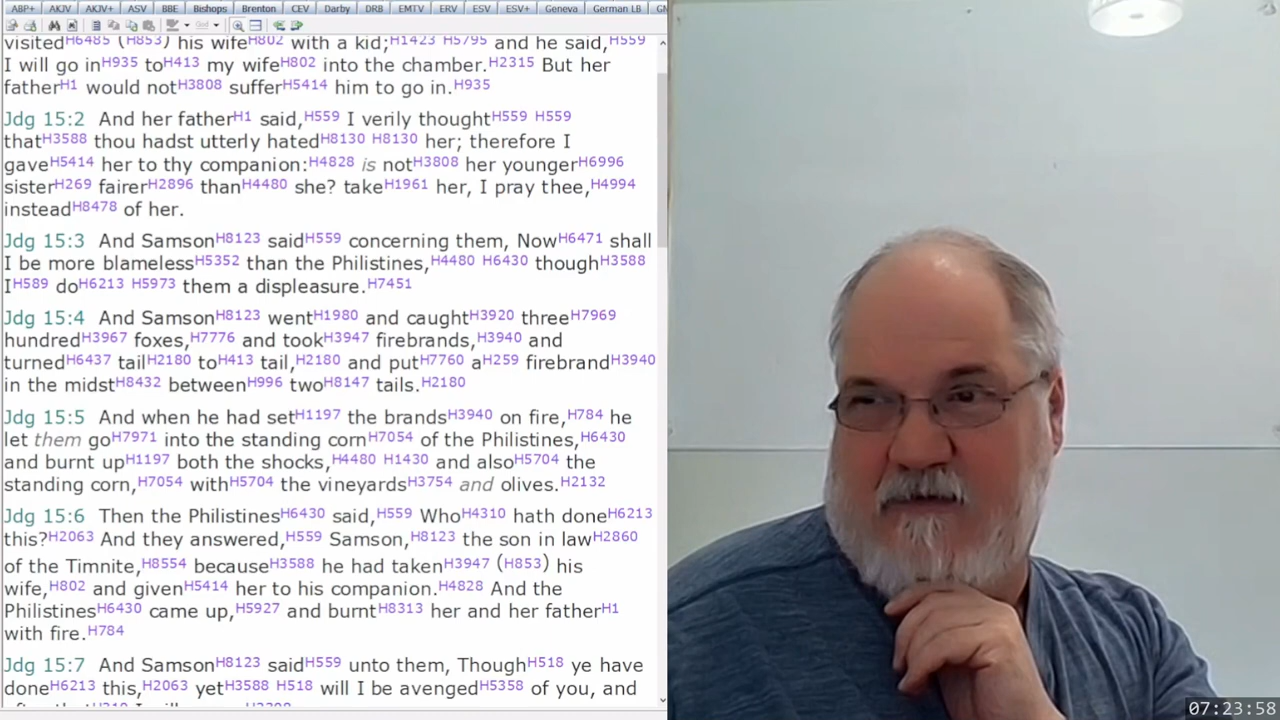 ABP+ AKJV AKJV+ ASV BBE Bishops Brenton CEV Darby DRB EMTV ERV ESV ESV+ Geneva German LB GN
visitedH6485 (H853) his wifeH802 with a kid;H1423 H5795 and he said,H559
I will go inH935 toH413 my wifeH802 into the chamber.H2315 But her
fatherH1 would notH3808 sufferH5414 him to go in.H935
Jdg 15:2 And her fatherH1 said,H559 I verily thoughtH559 H559
thatH3588 thou hadst utterly hatedH8130 H8130 her; therefore I
gaveH5414 her to thy companion:H4828 is notH3808 her youngerH6996
sisterH269 fairerH2896 thanH4480 she? takeH1961 her, I pray thee,H4994
insteadH8478 of her.
Jdg 15:3 And SamsonH8123 saidH559 concerning them, NowH6471 shall
I be more blamelessH5352 than the Philistines,H4480 H6430 thoughH3588
IH589 doH6213 H5973 them a displeasure.H7451
Jdg 15:4 And SamsonH8123 wentH1980 and caughtH3920 threeH7969
hundredH3967 foxes,H7776 and tookH3947 firebrands,H3940 and
turnedH6437 tailH2180 toH413 tail,H2180 and putH7760 aH259 firebrandH3940
in the midstH8432 betweenH996 twoH8147 tails.H2180
Jdg 15:5 And when he had setH1197 the brandsH3940 on fire,H784 he
let them goH7971 into the standing cornH7054 of the Philistines,H6430
and burnt upH1197 both the shocks,H4480 H1430 and alsoH5704 the
standing corn,H7054 withH5704 the vineyardsH3754 and olives.H2132
Jdg 15:6 Then the PhilistinesH6430 said,H559 WhoH4310 hath doneH6213
this?H2063 And they answered,H559 Samson,H8123 the son in lawH2860
of the Timnite,H8554 becauseH3588 he had takenH3947 (H853) his
wife,H802 and givenH5414 her to his companion.H4828 And the
PhilistinesH6430 came up,H5927 and burntH8313 her and her fatherH1
with fire.H784
Jdg 15:7 And SamsonH8123 saidH559 unto them, ThoughH518 ye have
doneH6213 this,H2063 yetH3588 H518 will I be avengedH5358 of you, and
07:23:58